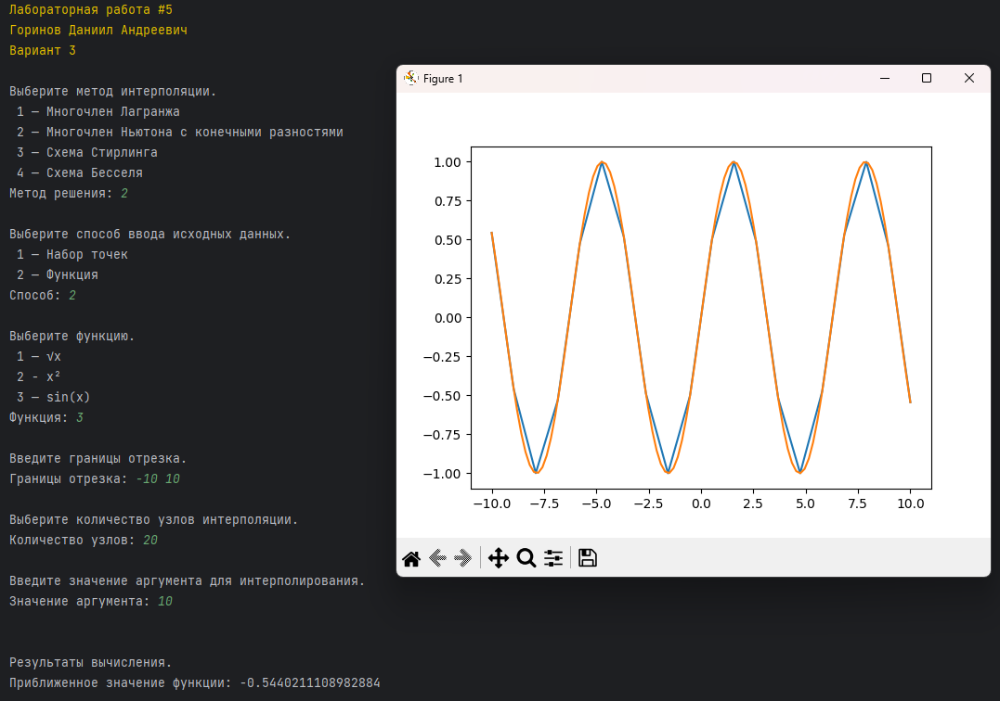 Лабораторная работа #5
Горинов Даниил Андреевич
Вариант 3
Выберите метод интерполяции.
1 — Многочлен Лагранжа
2 — Многочлен Ньютона с конечными разностями
3 — Схема Стирлинга
4 — Схема Бесселя
Метод решения: 2
Выберите способ ввода исходных данных.
1 — Набор точек
2 — Функция
Способ: 2
Выберите функцию.
1 — √x
2 - x²
3 — sin(x)
Функция: 3
Введите границы отрезка.
Границы отрезка: -10 10
Выберите количество узлов интерполяции.
Количество узлов: 20
Введите значение аргумента для интерполирования.
Значение аргумента: 10
Результаты вычисления.
Приближенное значение функции: -0.5440211108982884
Figure 1
1.00
0.75
0.50
0.25
0.00
−0.25
−0.50
−0.75
−1.00
−10.0 −7.5 −5.0 −2.5 0.0 2.5 5.0 7.5 10.0